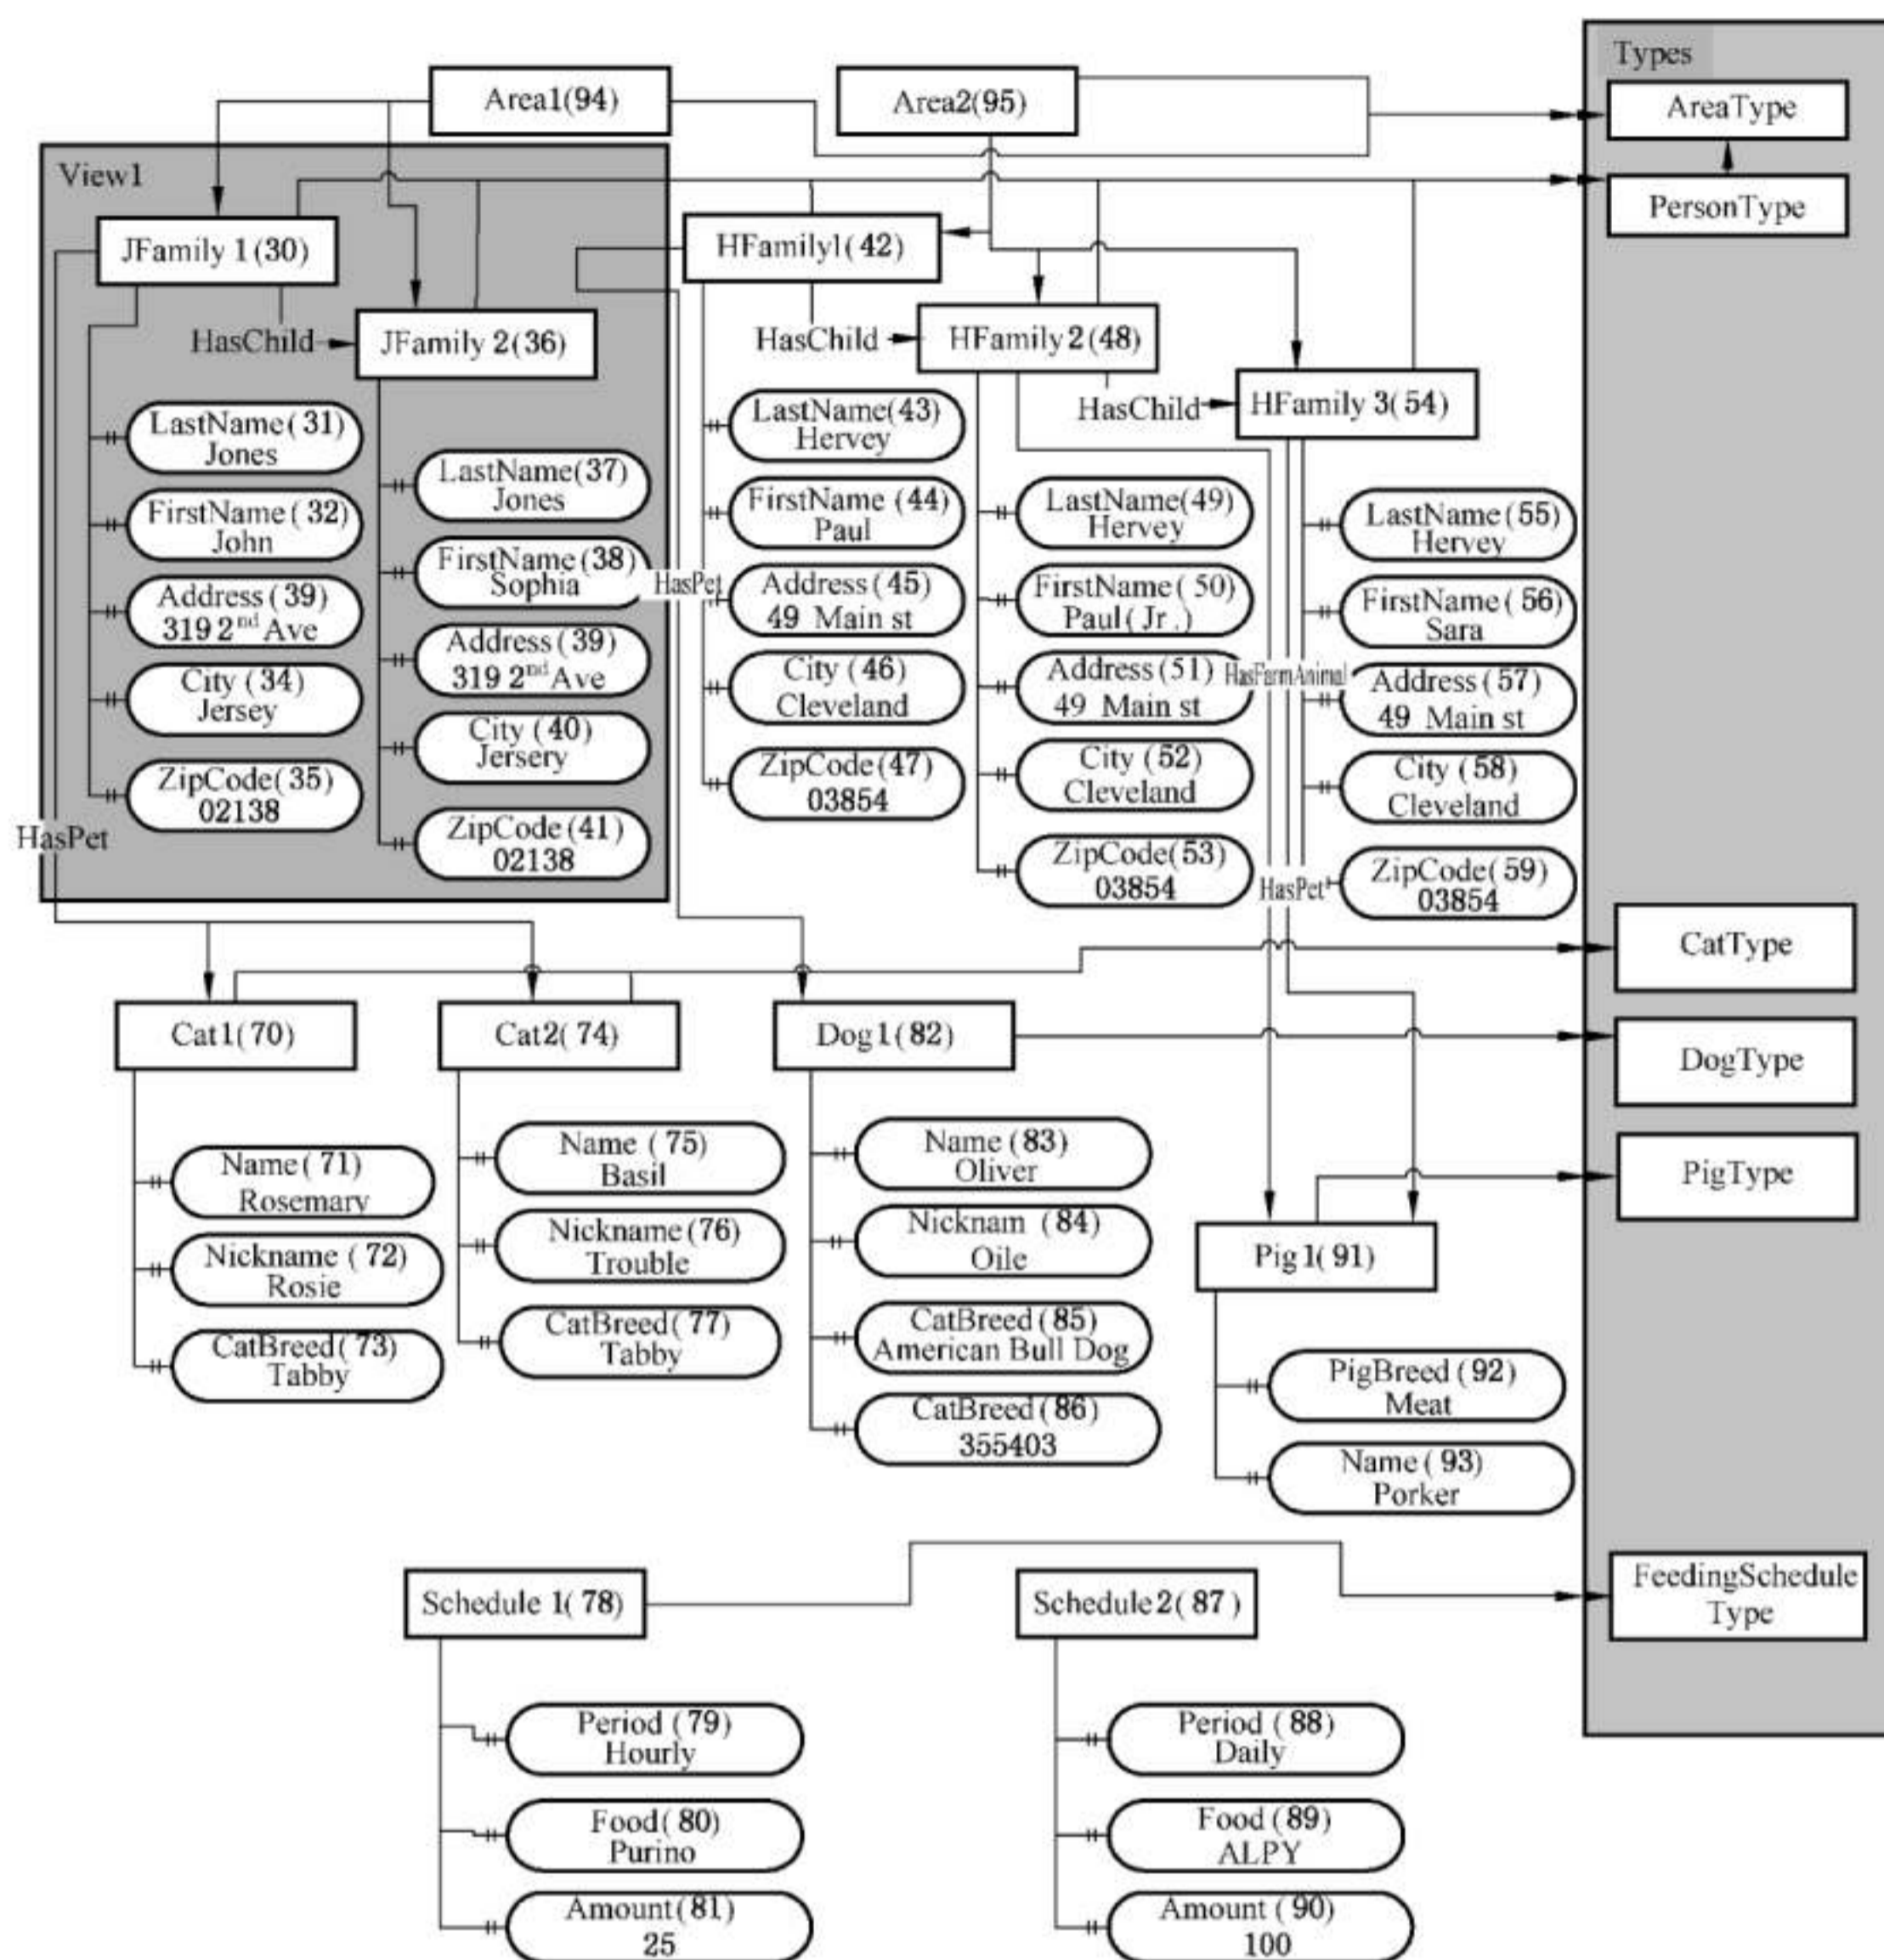 Types
Area1(94)
Area2(95)
AreaType
View1
PersonType
JFamily 1(30)
HFamily1(42)
HasChild
JFamily 2(36)
HasChild
HFamily 2(48)
HasChild
HFamily 3(54)
LastName(31)
Jones
FirstName(32)
John
Address(39)
319 2nd Ave
City (34)
Jersey
ZipCode(35)
02138
HasPet
LastName(37)
Jones
FirstName(38)
Sophia
Address(39)
319 2nd Ave
City (40)
Jersery
ZipCode(41)
02138
HasPet
LastName(43)
Hervey
FirstName (44)
Paul
Address(45)
49 Main st
City (46)
Cleveland
ZipCode(47)
03854
LastName(49)
Hervey
FirstName( 50)
Paul( Jr .)
Address(51)
49 Main st
City (52)
Cleveland
ZipCode(53)
03854
HasFarmAnimal
HasPet
LastName(55)
Hervey
FirstName(56)
Sara
Address(57)
49 Main st
City (58)
Cleveland
ZipCode(59)
03854
CatType
Cat1(70)
Cat2(74)
Dog1(82)
DogType
PigType
Name(71)
Rosemary
Nickname (72)
Rosie
CatBreed(73)
Tabby
Name (75)
Basil
Nickname(76)
Trouble
CatBreed(77)
Tabby
Name (83)
Oliver
Nicknam (84)
Oile
CatBreed(85)
American Bull Dog
CatBreed(86)
355403
Pig1(91)
PigBreed (92)
Meat
Name(93)
Porker
Schedule 1(78)
Schedule2(87)
FeedingSchedule
Type
Period (79)
Hourly
Food(80)
Purino
Amount(81)
25
Period (88)
Daily
Food(89)
ALPY
Amount (90)
100